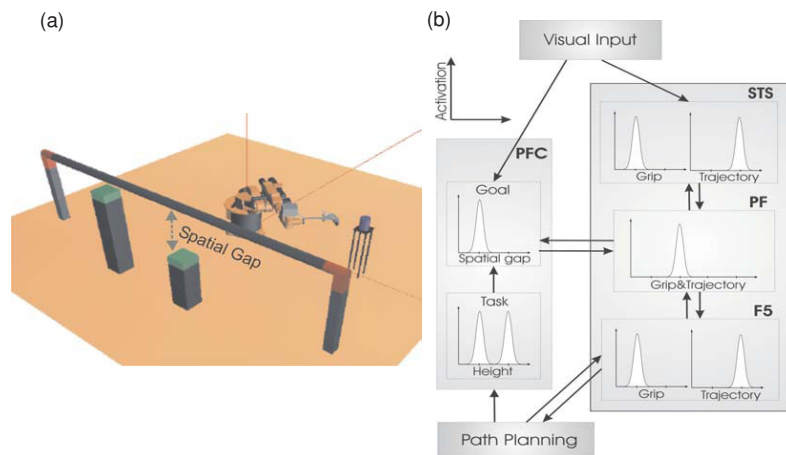 (a)
Spatial Gap
(b)
Visual Input
Activation
STS
Grip
Trajectory
PFC
Goal
Spatial gap
PF
Grip&Trajectory
Task
Height
F5
Grip
Trajectory
Path Planning